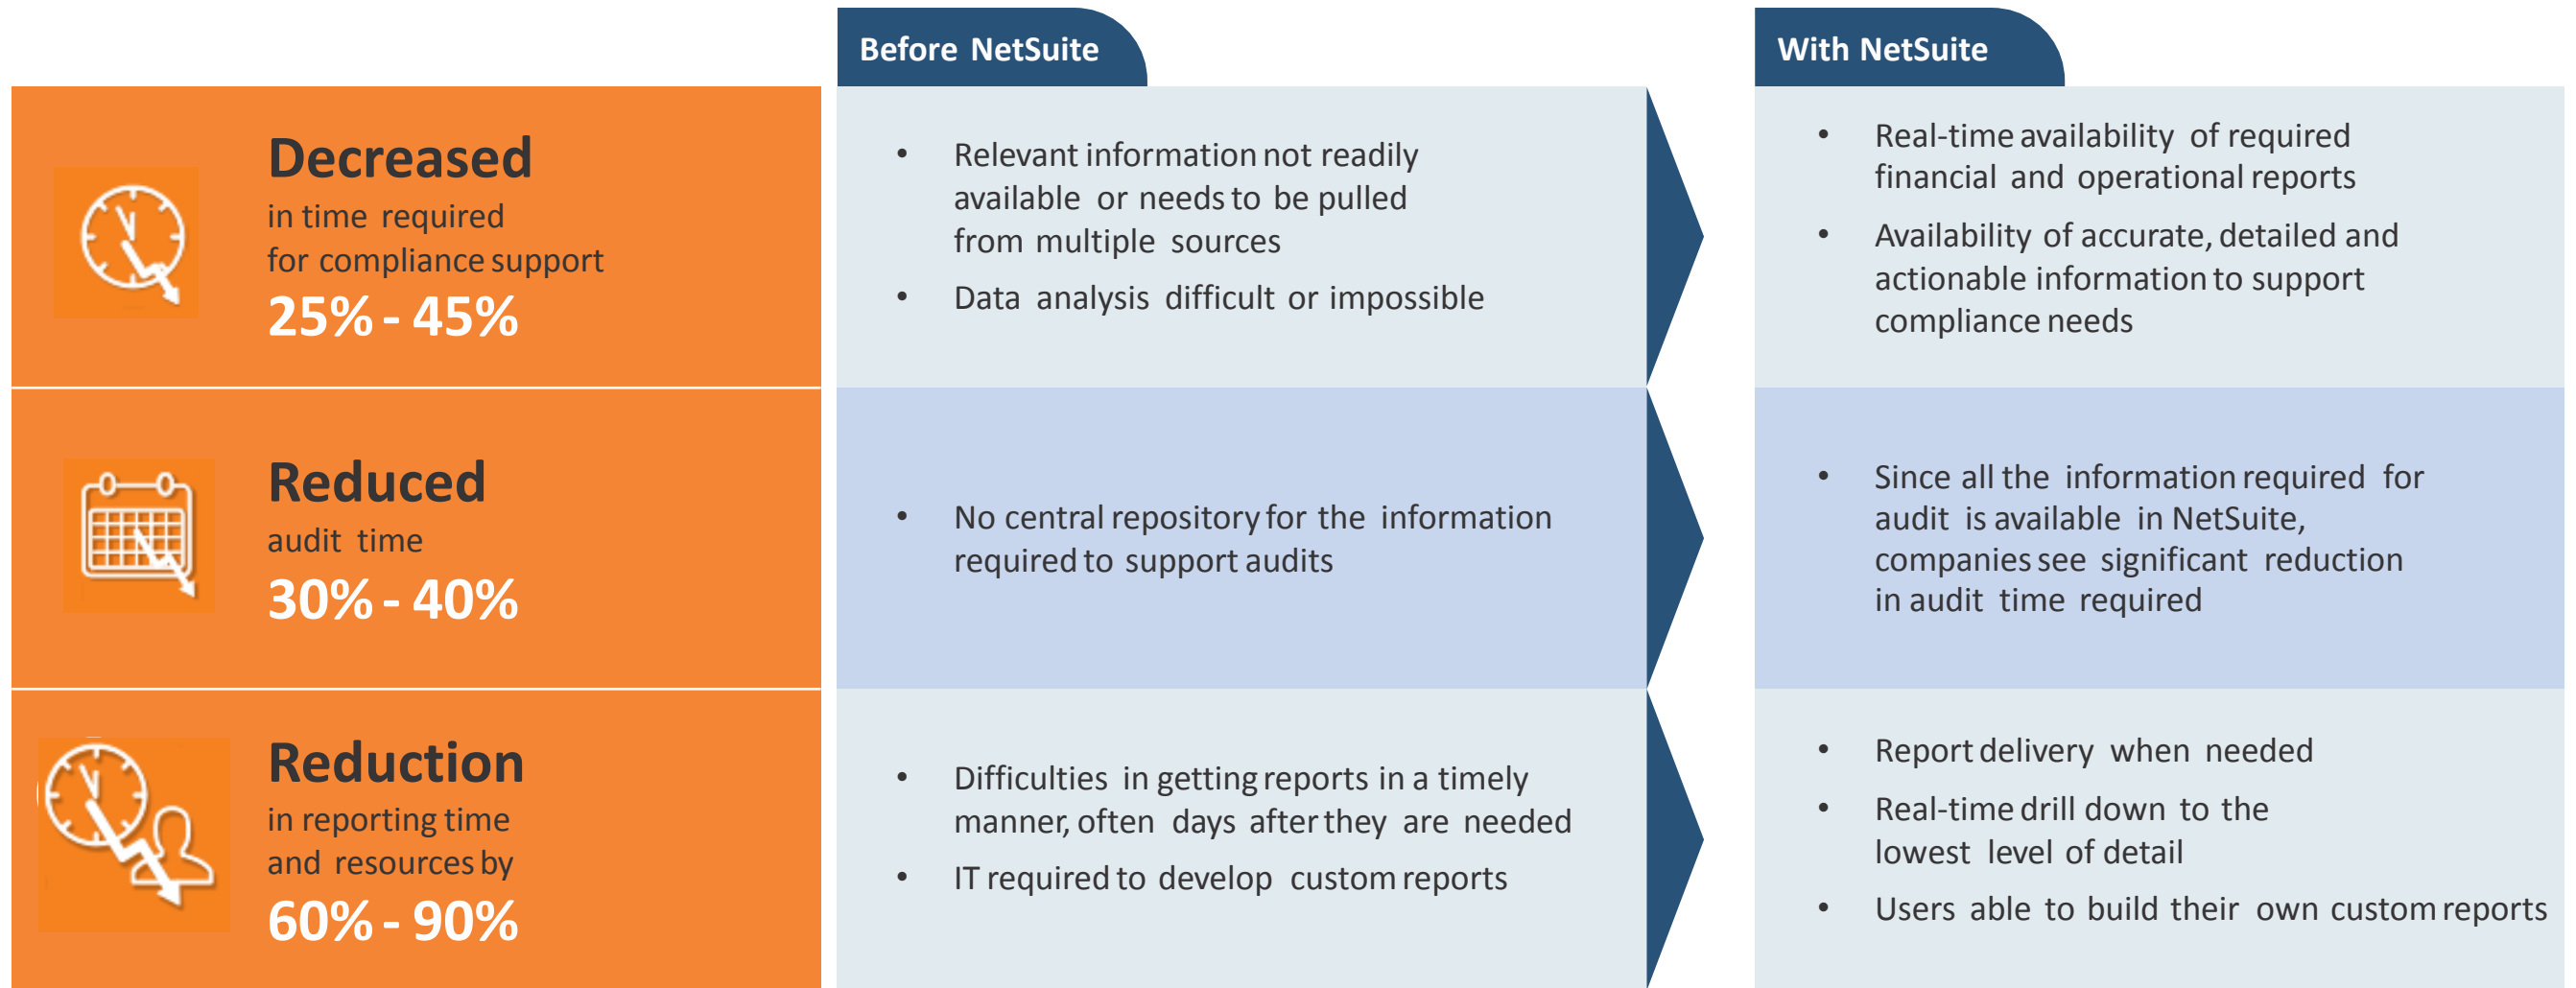 Before NetSuite
With NetSuite
Decreased
in time required
for compliance support
25% - 45%
• Relevant information not readily
available or needs to be pulled
from multiple sources
• Data analysis difficult or impossible
• Real-time availability of required
financial and operational reports
• Availability of accurate, detailed and
actionable information to support
compliance needs
Reduced
audit time
30% - 40%
• No central repository for the information
required to support audits
• Since all the information required for
audit is available in NetSuite,
companies see significant reduction
in audit time required
Reduction
in reporting time
and resources by
60% - 90%
• Difficulties in getting reports in a timely
manner, often days after they are needed
• IT required to develop custom reports
• Report delivery when needed
• Real-time drill down to the
lowest level of detail
• Users able to build their own custom reports